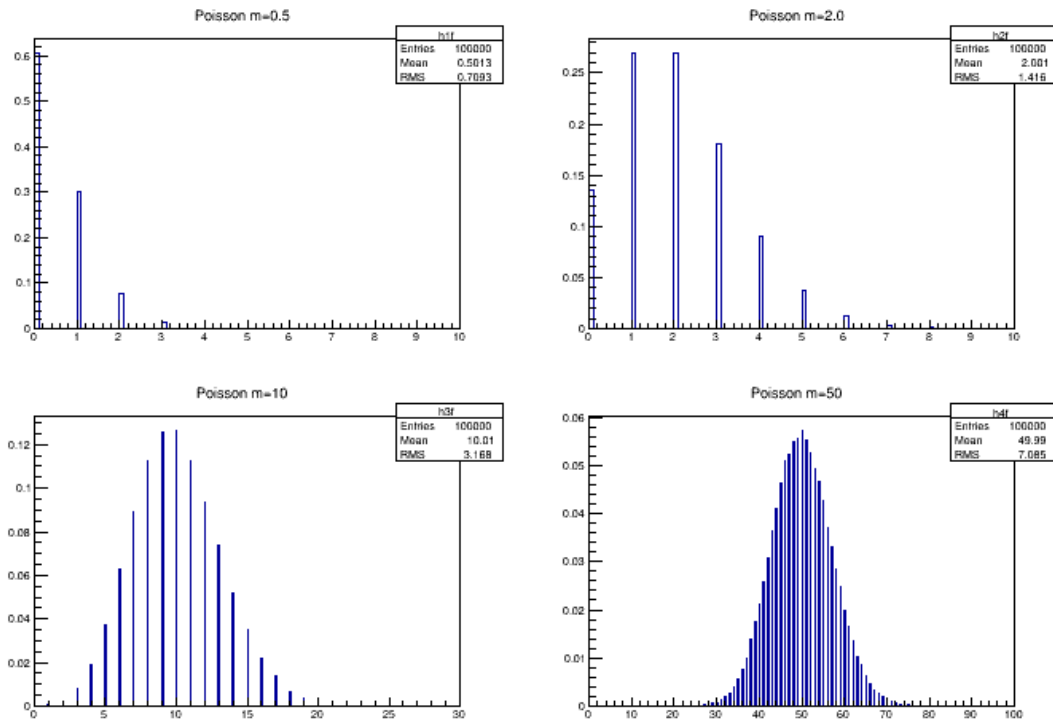 Poisson m=0.5
h1f
Entries 100000
Mean 0.5013
RMS 0.7093
0.6
0.5
0.4
0.3
0.2
0.1
0
0 1 2 3 4 5 6 7 8 9 10
Poisson m=2.0
h2f
Entries 100000
Mean 2.001
RMS 1.416
0.25
0.2
0.15
0.1
0.05
0
0 1 2 3 4 5 6 7 8 9 10
Poisson m=10
h3f
Entries 100000
Mean 10.01
RMS 3.168
0.12
0.1
0.08
0.06
0.04
0.02
0
0 5 10 15 20 25 30
Poisson m=50
h4f
Entries 100000
Mean 49.99
RMS 7.085
0.06
0.05
0.04
0.03
0.02
0.01
0
0 10 20 30 40 50 60 70 80 90 100